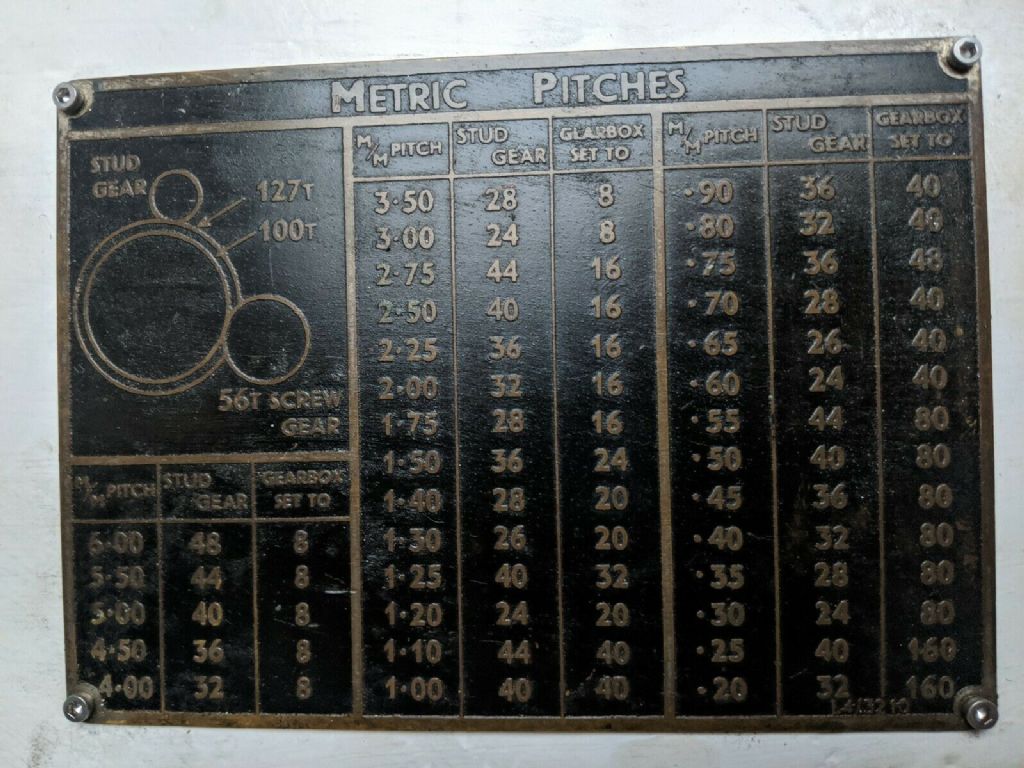 METRIC PITCHES
STUD
GEAR
127T
100T
56T SCREW
GEAR
M/M PITCH STUD GEAR GEARBOX SET TO
6·00 48 8
5·50 44 8
5·00 40 8
4·50 36 8
4·00 32 8
M/M PITCH STUD GEAR GEARBOX SET TO
3·50 28 8
3·00 24 8
2·75 44 16
2·50 40 16
2·25 36 16
2·00 32 16
1·75 28 16
1·50 36 24
1·40 28 20
1·30 26 20
1·25 40 32
1·20 24 20
1·10 44 40
1·00 40 40
M/M PITCH STUD GEAR GEARBOX SET TO
·90 36 40
·80 32 40
·75 36 48
·70 28 40
·65 26 40
·60 24 40
·55 44 80
·50 40 80
·45 36 80
·40 32 80
·35 28 80
·30 24 80
·25 40 160
·20 32 160